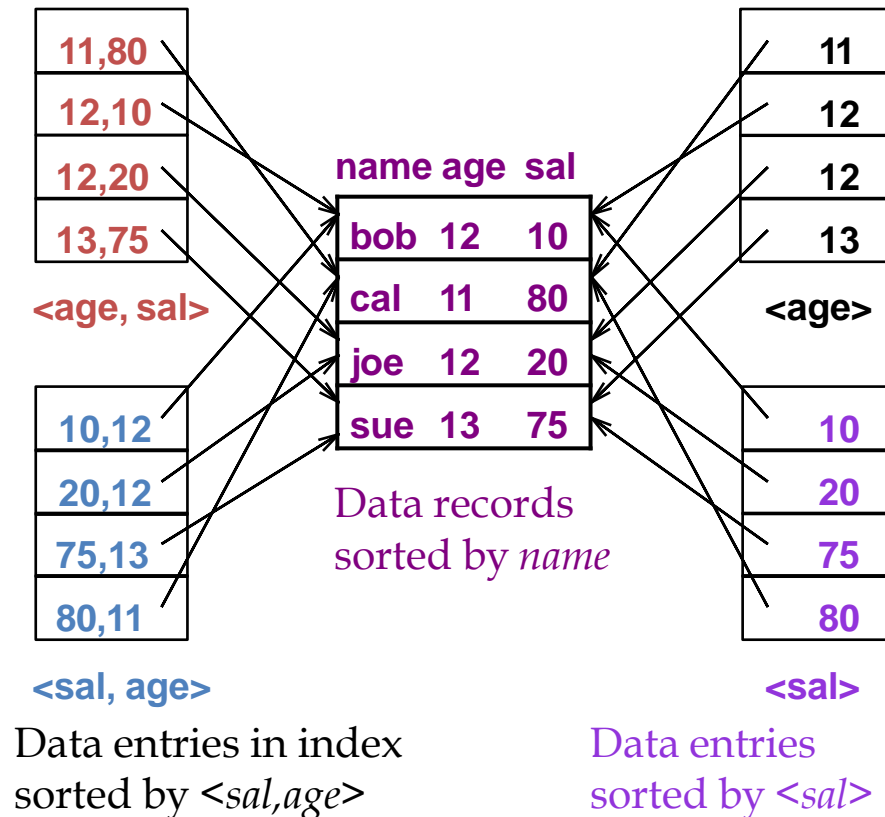 11,80
12,10
12,20
13,75
<age, sal>
10,12
20,12
75,13
80,11
<sal, age>
Data entries in index
sorted by <sal,age>
name age sal
bob 12 10
cal 11 80
joe 12 20
sue 13 75
Data records
sorted by name
11
12
12
13
<age>
10
20
75
80
<sal>
Data entries
sorted by <sal>